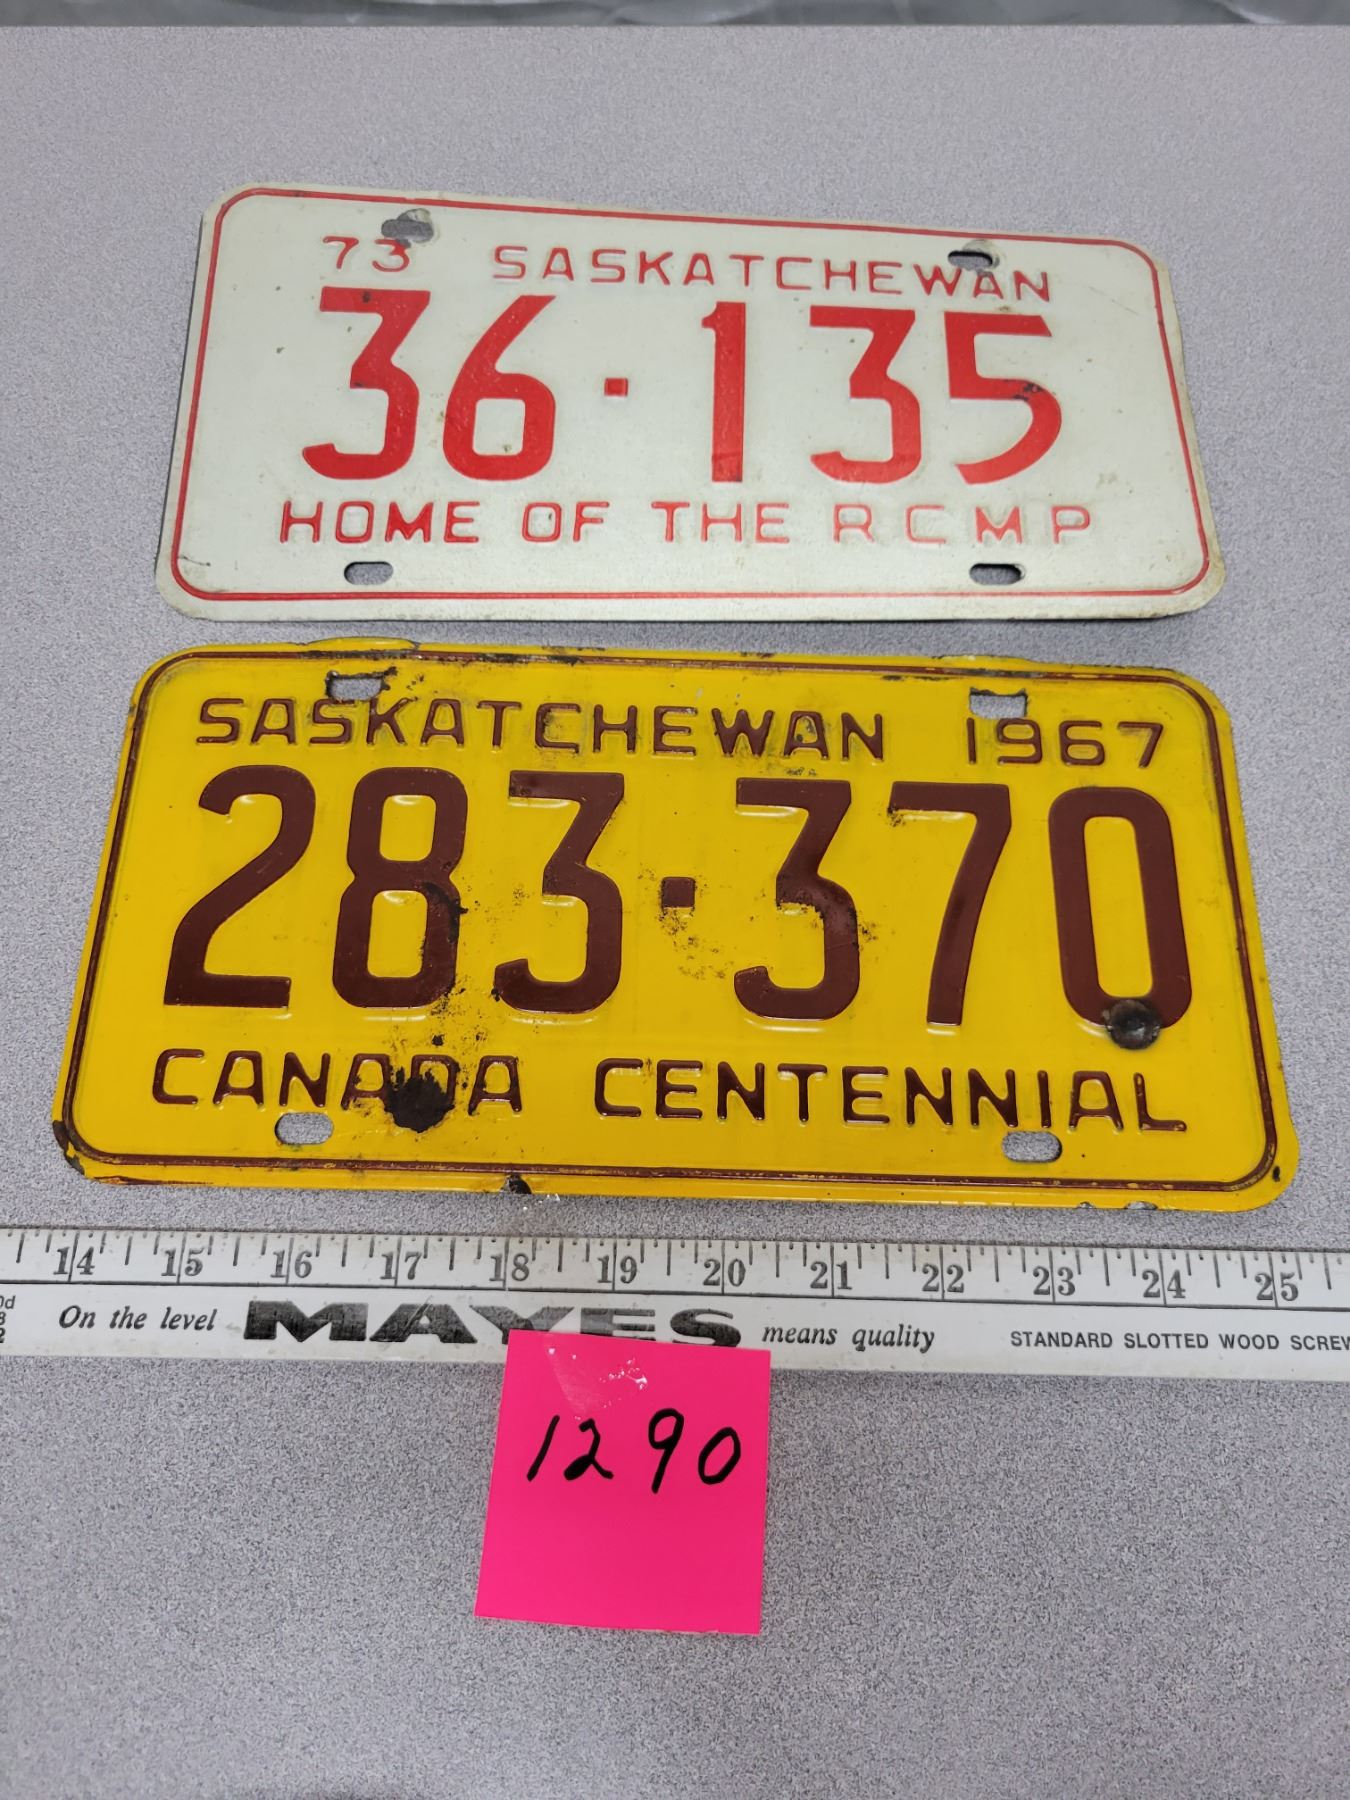 73 SASKATCHEWAN
36·135
HOME OF THE RCMP
SASKATCHEWAN 1967
283·370
CANADA CENTENNIAL
14 15 16 17 18 19 20 21 22 23 24 25
On the level MAYES means quality STANDARD SLOTTED WOOD SCREW
1290